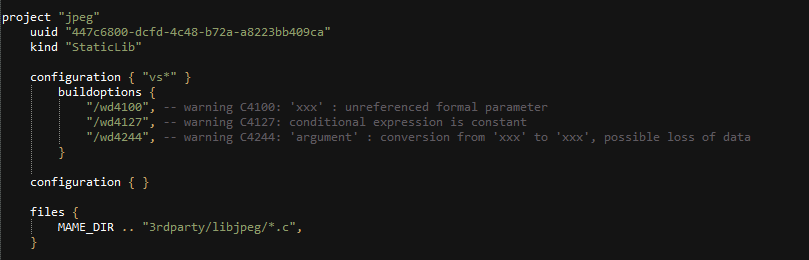 project "jpeg"
uuid "447c6800-dcfd-4c48-b72a-a8223bb409ca"
kind "StaticLib"
configuration { "vs*" }
buildoptions {
"/wd4100", -- warning C4100: 'xxx' : unreferenced formal parameter
"/wd4127", -- warning C4127: conditional expression is constant
"/wd4244", -- warning C4244: 'argument' : conversion from 'xxx' to 'xxx', possible loss of data
}
configuration { }
files {
MAME_DIR .. "3rdparty/libjpeg/*.c",
}